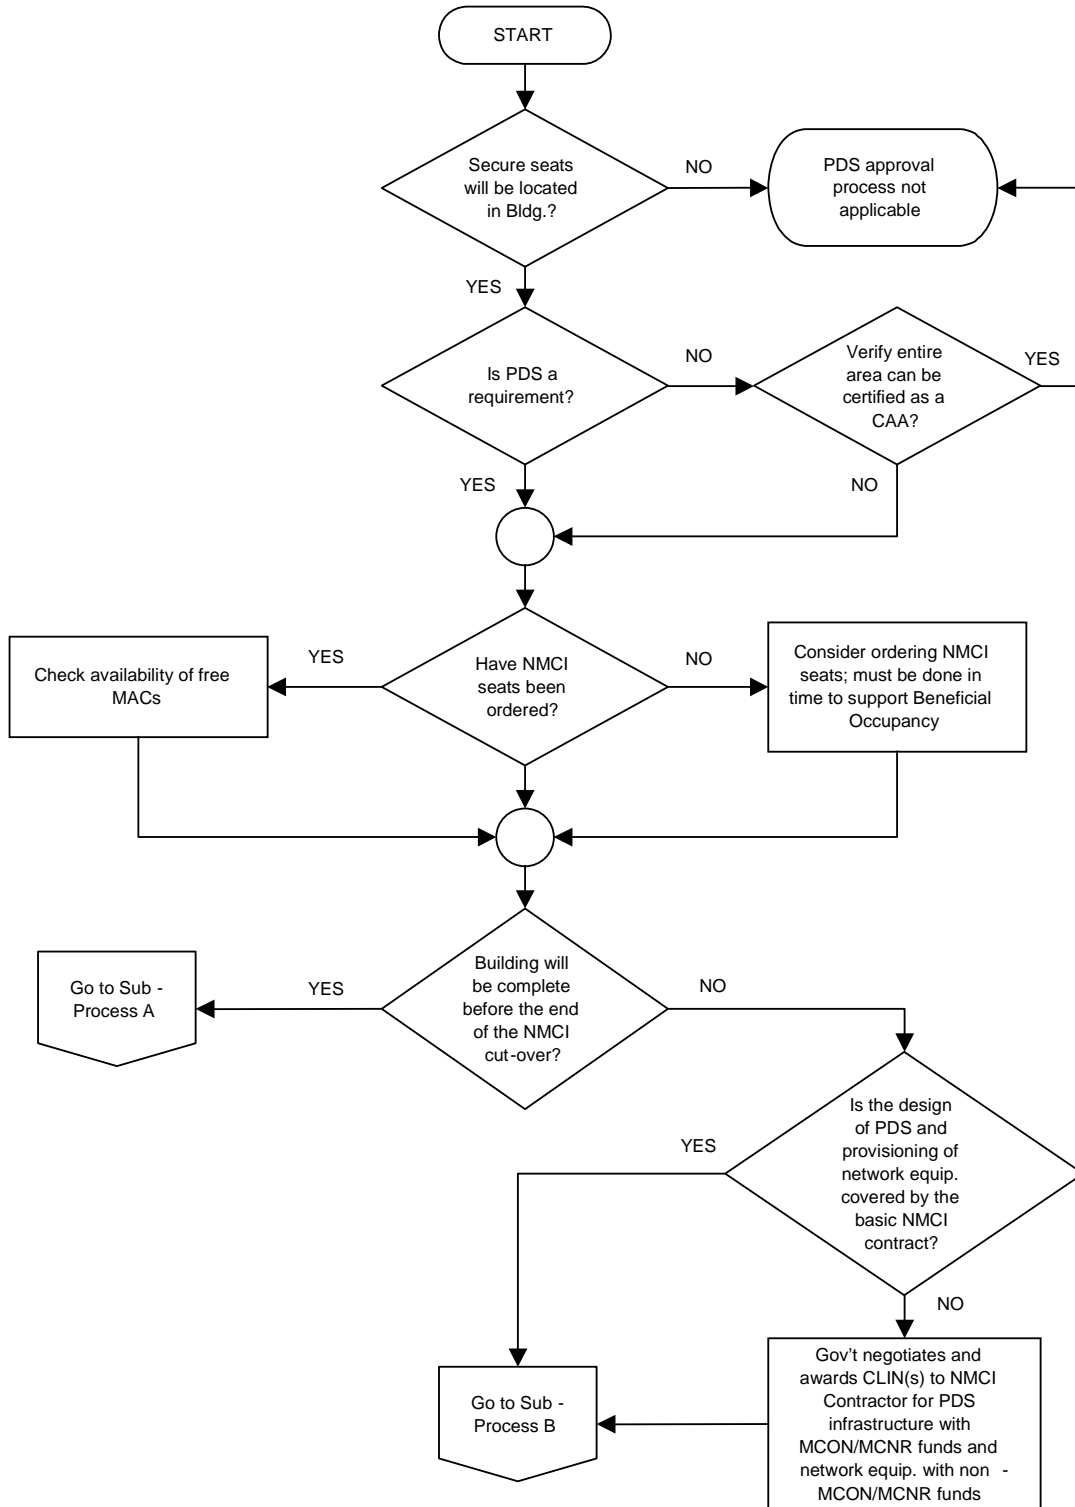 START
Secure seats
will be located
in Bldg.?
NO
PDS approval
process not
applicable
YES
Is PDS a
requirement?
NO
Verify entire
area can be
certified as a
CAA?
YES
YES
NO
Check availability of free
MACs
YES
Have NMCI
seats been
ordered?
NO
Consider ordering NMCI
seats; must be done in
time to support Beneficial
Occupancy
Go to Sub -
Process A
YES
Building will
be complete
before the end
of the NMCI
cut-over?
NO
YES
Is the design
of PDS and
provisioning of
network equip.
covered by the
basic NMCI
contract?
NO
Go to Sub -
Process B
Gov't negotiates and
awards CLIN(s) to NMCI
Contractor for PDS
infrastructure with
MCON/MCNR funds and
network equip. with non -
MCON/MCNR funds